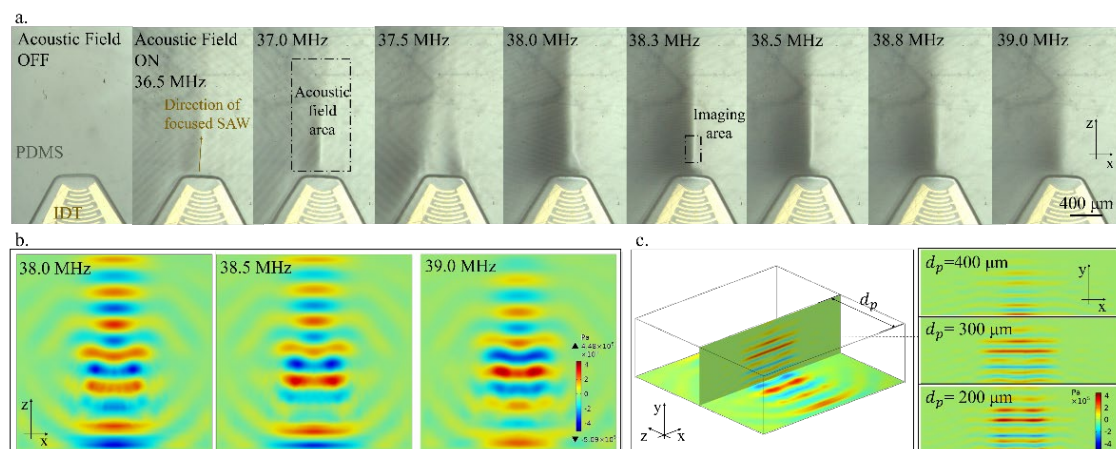 a.
Acoustic Field
OFF
PDMS
IDT
Acoustic Field
ON
36.5 MHz
Direction of
focused SAW
37.0 MHz
Acoustic
field
area
37.5 MHz
38.0 MHz
38.3 MHz
Imaging
area
38.5 MHz
38.8 MHz
39.0 MHz
z
x
400 μm
b.
38.0 MHz
z
x
38.5 MHz
39.0 MHz
Pa
4
2
0
-2
-4
c.
d_p
y
z
x
d_p=400 μm
y
x
d_p=300 μm
d_p=200 μm
Pa
4
2
0
-2
-4